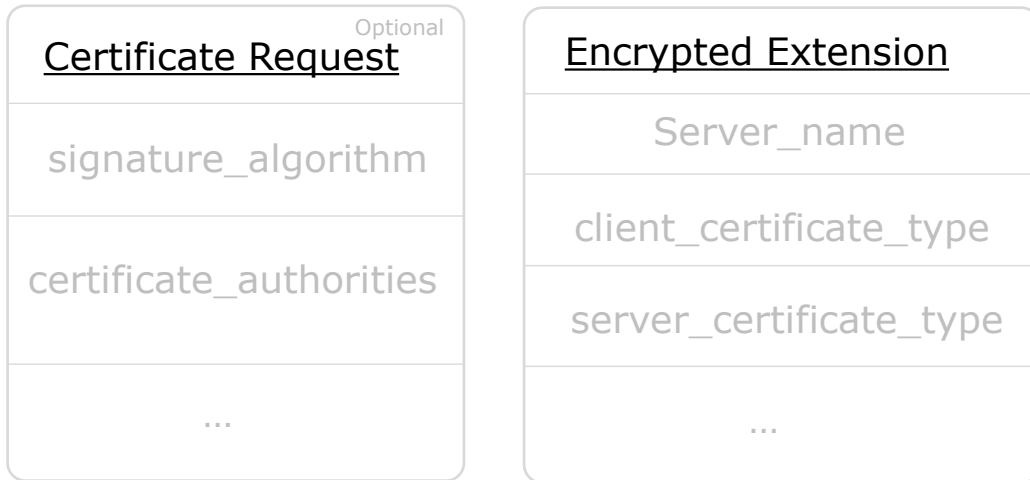 Optional
Certificate Request
signature_algorithm
certificate_authorities
...
Encrypted Extension
Server_name
client_certificate_type
server_certificate_type
...